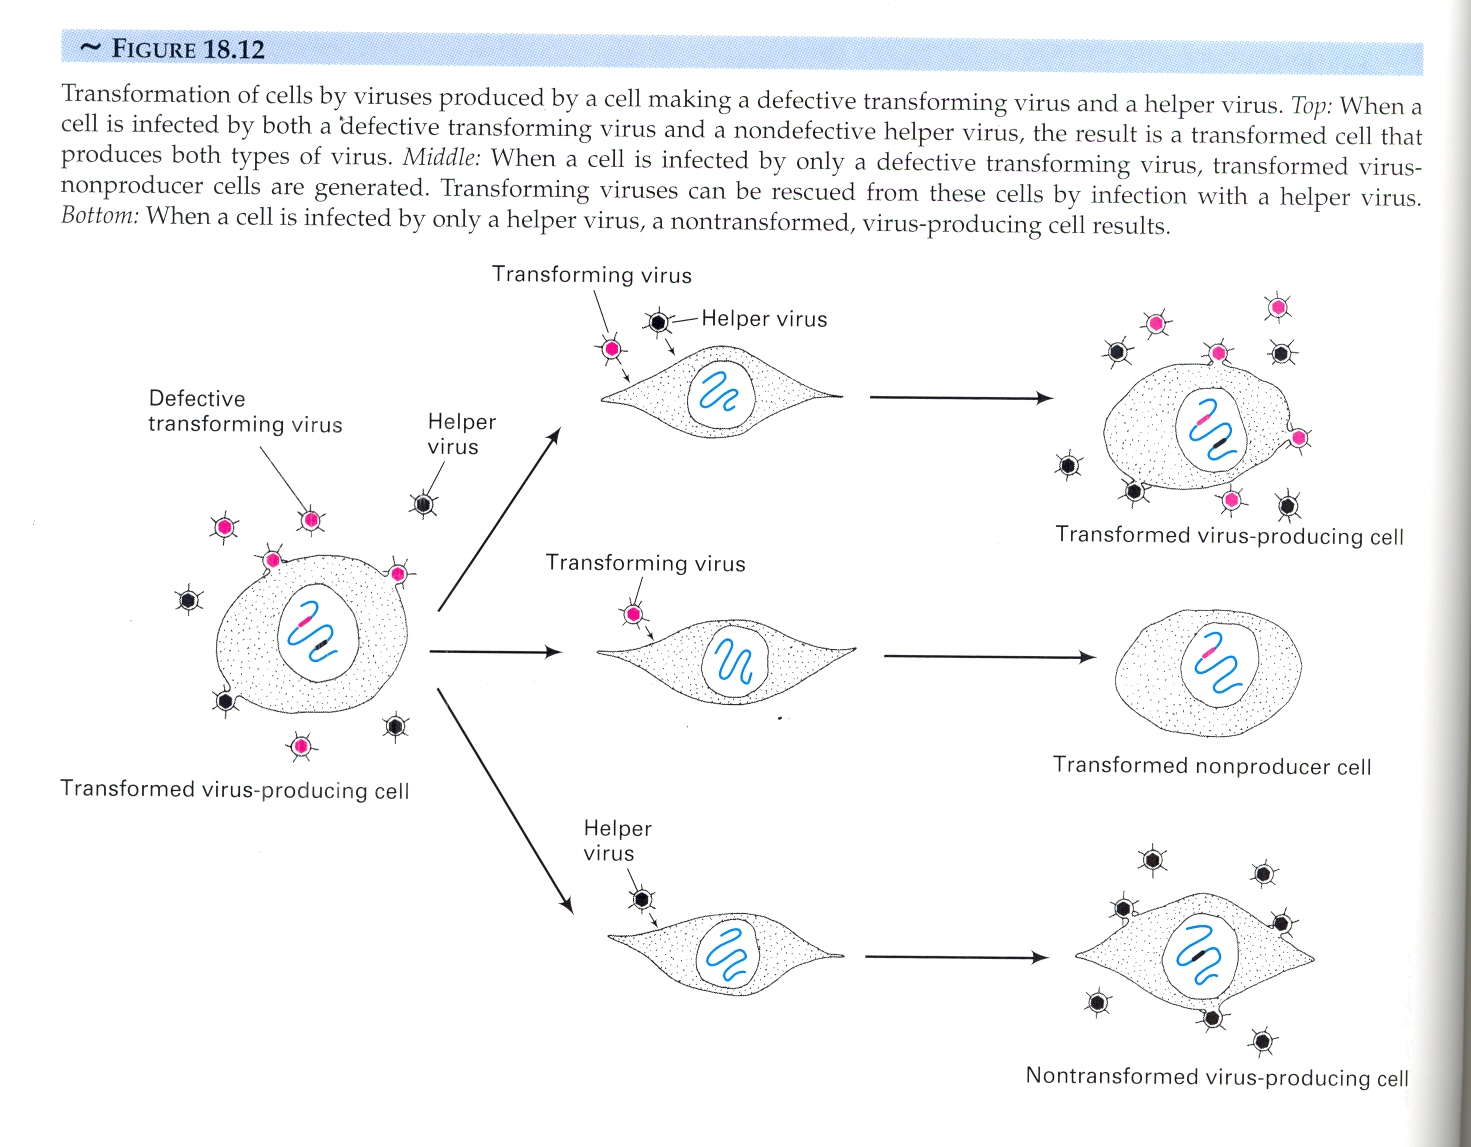 ~ FIGURE 18.12
Transformation of cells by viruses produced by a cell making a defective transforming virus and a helper virus. Top: When a
cell is infected by both a defective transforming virus and a nondefective helper virus, the result is a transformed cell that
produces both types of virus. Middle: When a cell is infected by only a defective transforming virus, transformed virus-
nonproducer cells are generated. Transforming viruses can be rescued from these cells by infection with a helper virus.
Bottom: When a cell is infected by only a helper virus, a nontransformed, virus-producing cell results.
Transforming virus
Helper virus
Defective
transforming virus
Helper
virus
Transformed virus-producing cell
Transforming virus
Transformed nonproducer cell
Transformed virus-producing cell
Helper
virus
Nontransformed virus-producing cell